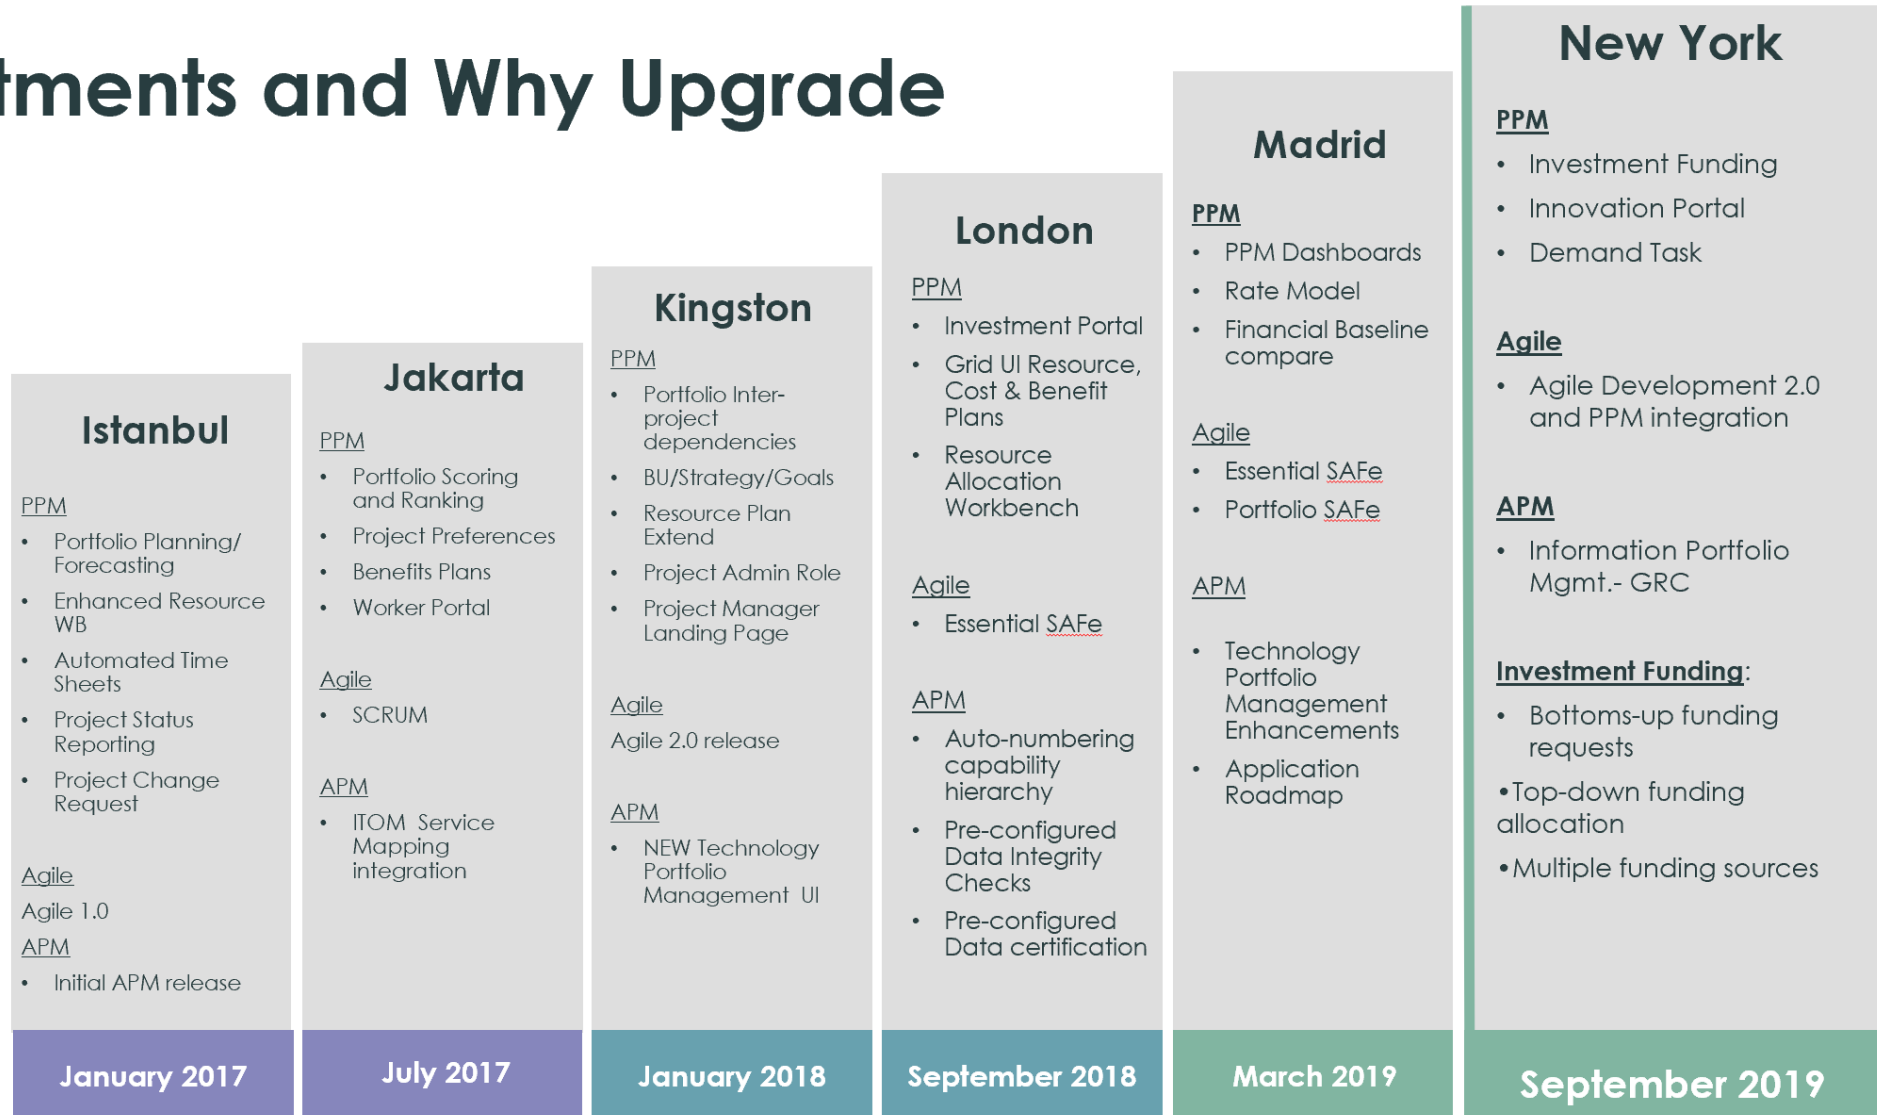 tments and Why Upgrade
Istanbul
PPM
• Portfolio Planning/
Forecasting
• Enhanced Resource
WB
• Automated Time
Sheets
• Project Status
Reporting
• Project Change
Request
Agile
Agile 1.0
APM
• Initial APM release
January 2017
Jakarta
PPM
• Portfolio Scoring
and Ranking
• Project Preferences
• Benefits Plans
• Worker Portal
Agile
• SCRUM
APM
• ITOM Service
Mapping
integration
July 2017
Kingston
PPM
• Portfolio Inter-
project
dependencies
• BU/Strategy/Goals
• Resource Plan
Extend
• Project Admin Role
• Project Manager
Landing Page
Agile
Agile 2.0 release
APM
• NEW Technology
Portfolio
Management UI
January 2018
London
PPM
• Investment Portal
• Grid UI Resource,
Cost & Benefit
Plans
• Resource
Allocation
Workbench
Agile
• Essential SAFe
APM
• Auto-numbering
capability
hierarchy
• Pre-configured
Data Integrity
Checks
• Pre-configured
Data certification
September 2018
Madrid
PPM
• PPM Dashboards
• Rate Model
• Financial Baseline
compare
Agile
• Essential SAFe
• Portfolio SAFe
APM
• Technology
Portfolio
Management
Enhancements
• Application
Roadmap
March 2019
New York
PPM
• Investment Funding
• Innovation Portal
• Demand Task
Agile
• Agile Development 2.0
and PPM integration
APM
• Information Portfolio
Mgmt.- GRC
Investment Funding:
• Bottoms-up funding
requests
•Top-down funding
allocation
•Multiple funding sources
September 2019